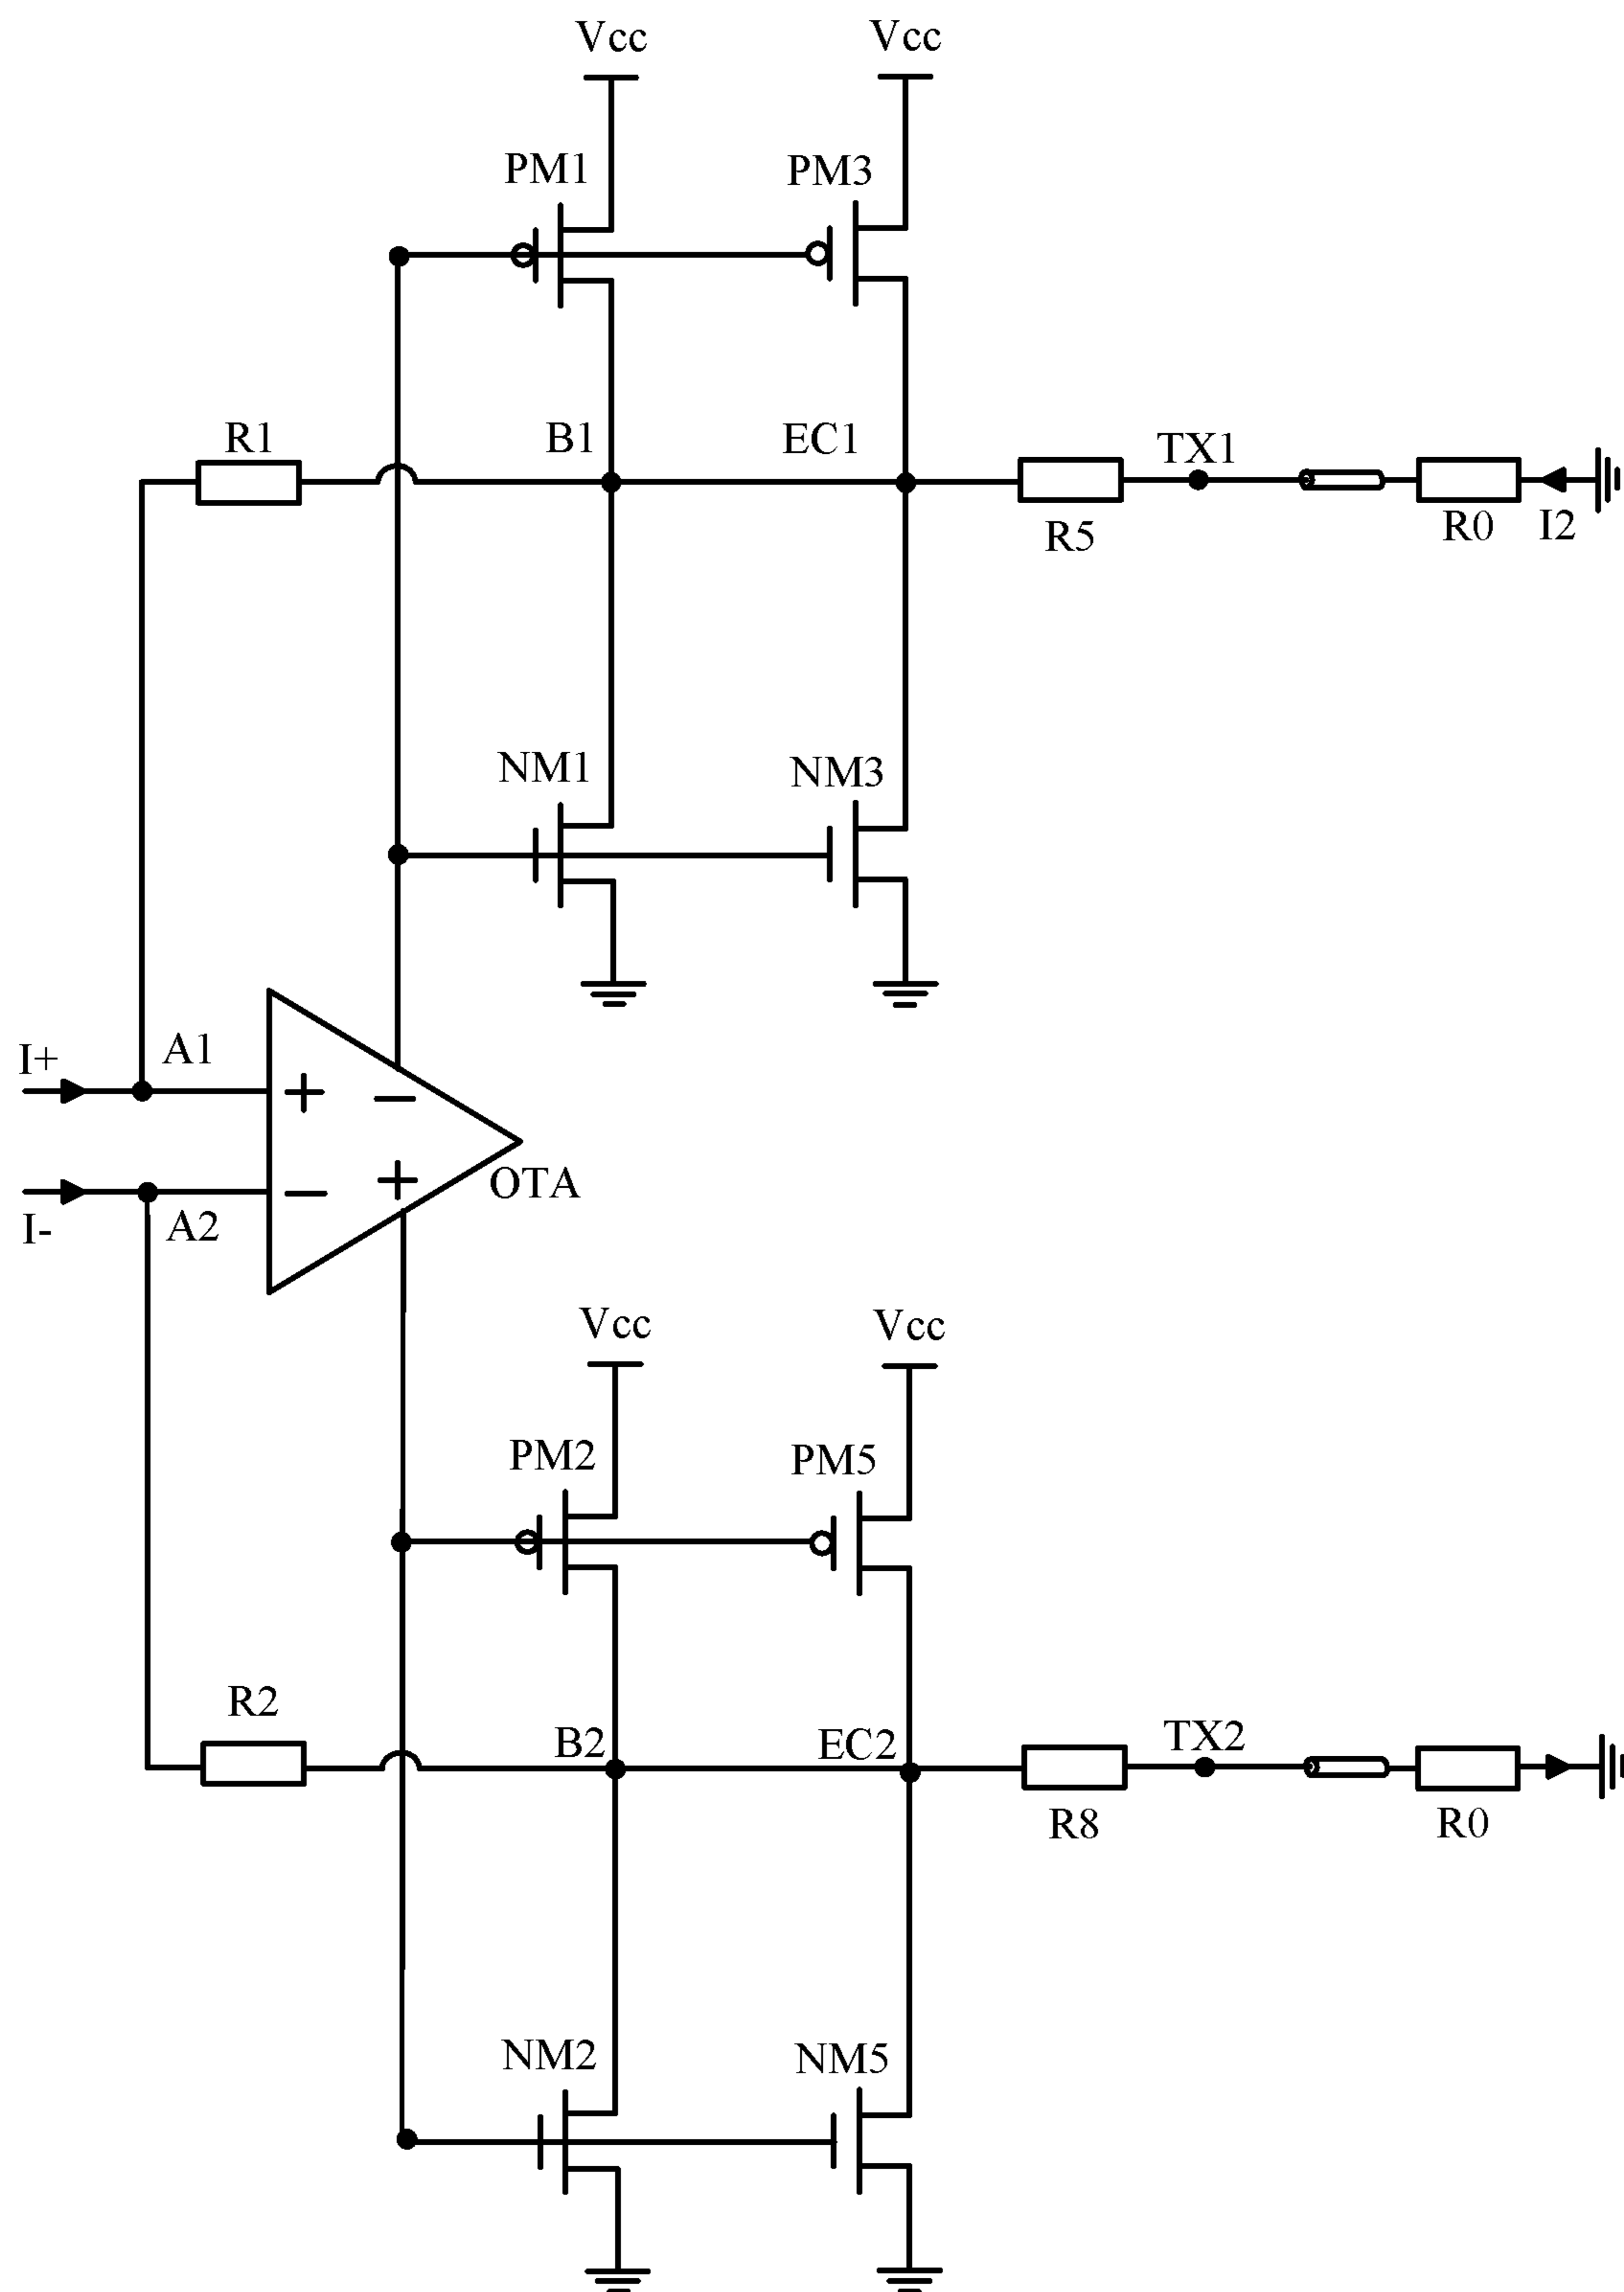 Vcc Vcc
PM1 PM3
R1 B1 EC1 TX1
R5 R0 I2
NM1 NM3
I+ A1
+ −
+ OTA
−
I- A2
Vcc Vcc
PM2 PM5
R2 B2 EC2 TX2
R8 R0
NM2 NM5